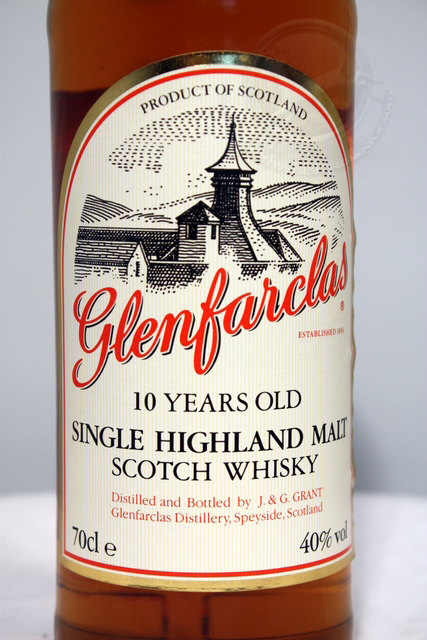 PRODUCT OF SCOTLAND
Glenfarclas
®
ESTABLISHED
10 YEARS OLD
SINGLE HIGHLAND MALT
SCOTCH WHISKY
Distilled and Bottled by J. & G. GRANT
Glenfarclas Distillery, Speyside, Scotland
70cl e 40% vol